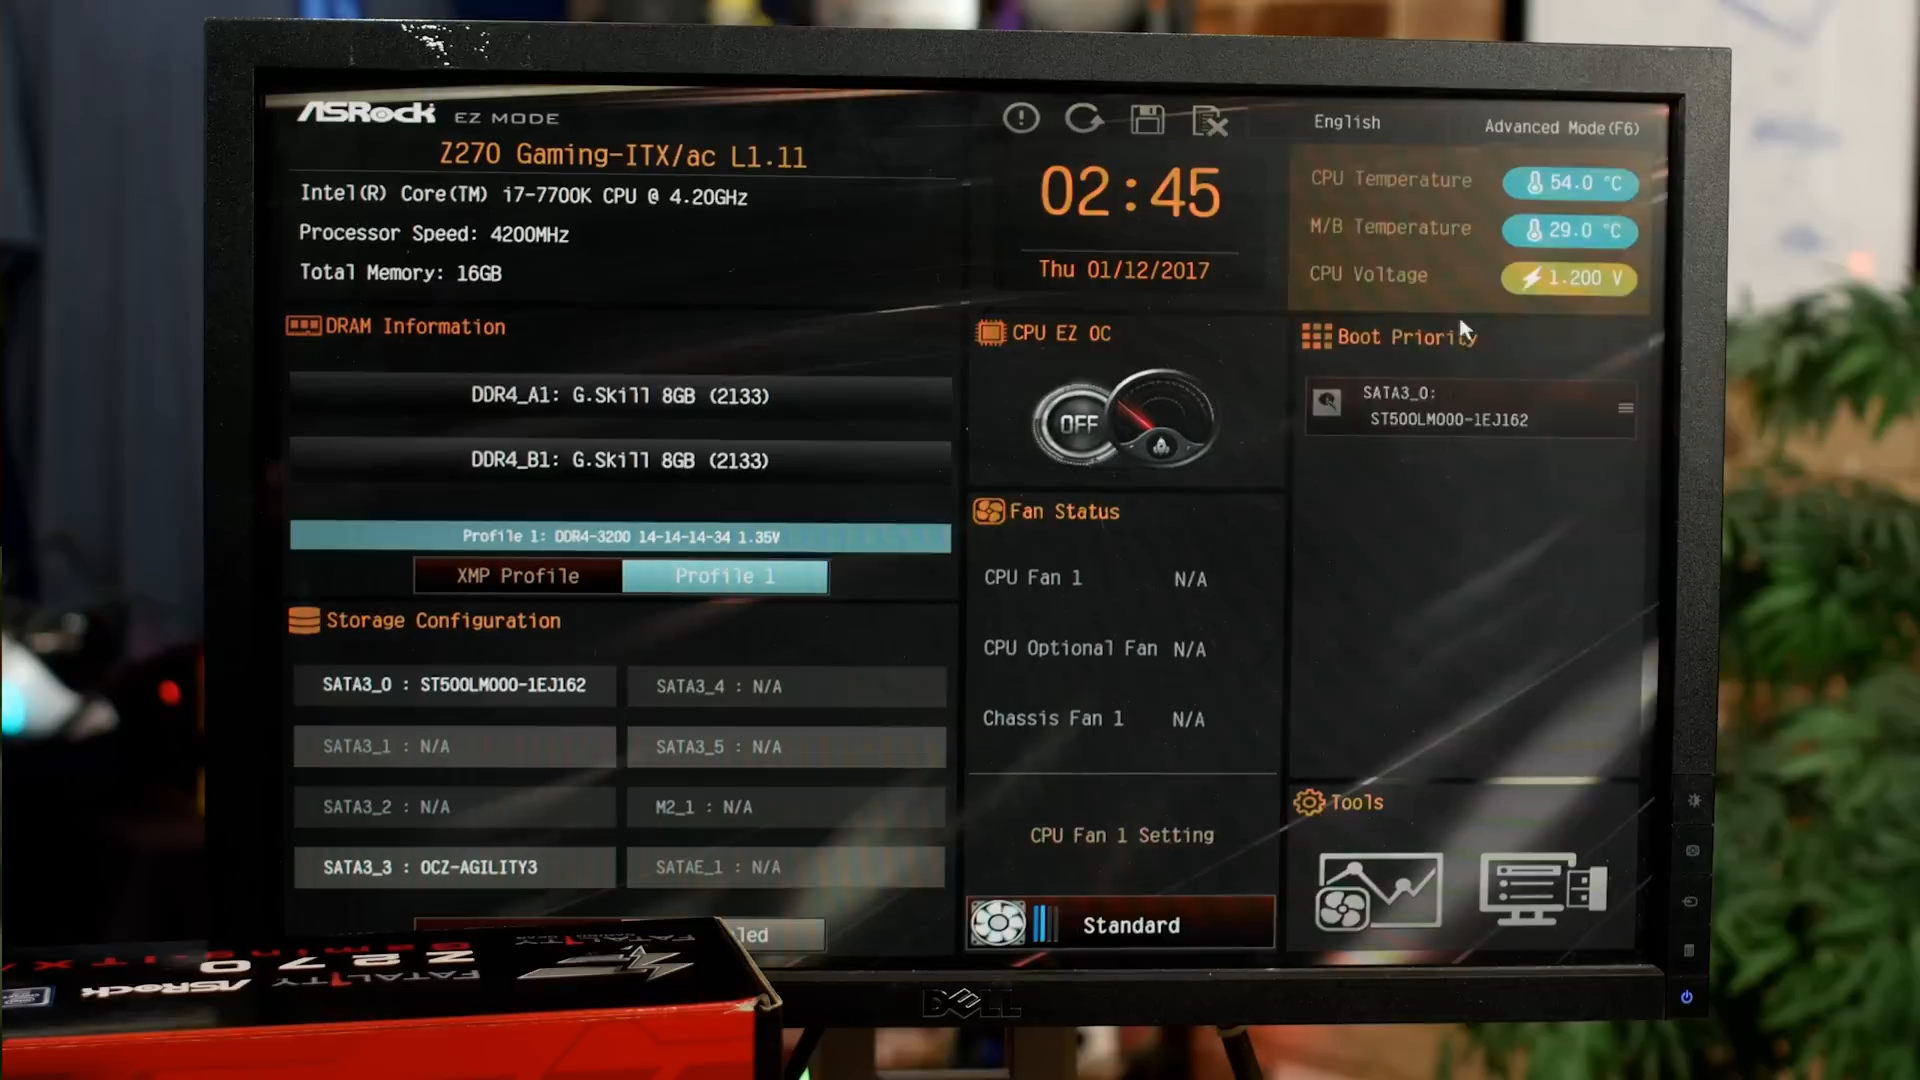 ASRock EZ MODE
English
Advanced Mode(F6)
Z270 Gaming-ITX/ac L1.11
Intel(R) Core(TM) i7-7700K CPU @ 4.20GHz
Processor Speed: 4200MHz
Total Memory: 16GB
02:45
Thu 01/12/2017
CPU Temperature 54.0 °C
M/B Temperature 29.0 °C
CPU Voltage 1.200 V
DRAM Information
DDR4_A1: G.Skill 8GB (2133)
DDR4_B1: G.Skill 8GB (2133)
Profile 1: DDR4-3200 14-14-14-34 1.35V
XMP Profile Profile 1
Storage Configuration
SATA3_0 : ST500LM000-1EJ162
SATA3_4 : N/A
SATA3_1 : N/A
SATA3_5 : N/A
SATA3_2 : N/A
M2_1 : N/A
SATA3_3 : OCZ-AGILITY3
SATAE_1 : N/A
CPU EZ OC
OFF
Fan Status
CPU Fan 1 N/A
CPU Optional Fan N/A
Chassis Fan 1 N/A
CPU Fan 1 Setting
Standard
Boot Priority
SATA3_0:
ST500LM000-1EJ162
Tools
DELL
FATAL1TY
FATAL1TY
Z270
Gaming-ITX/
ASRock